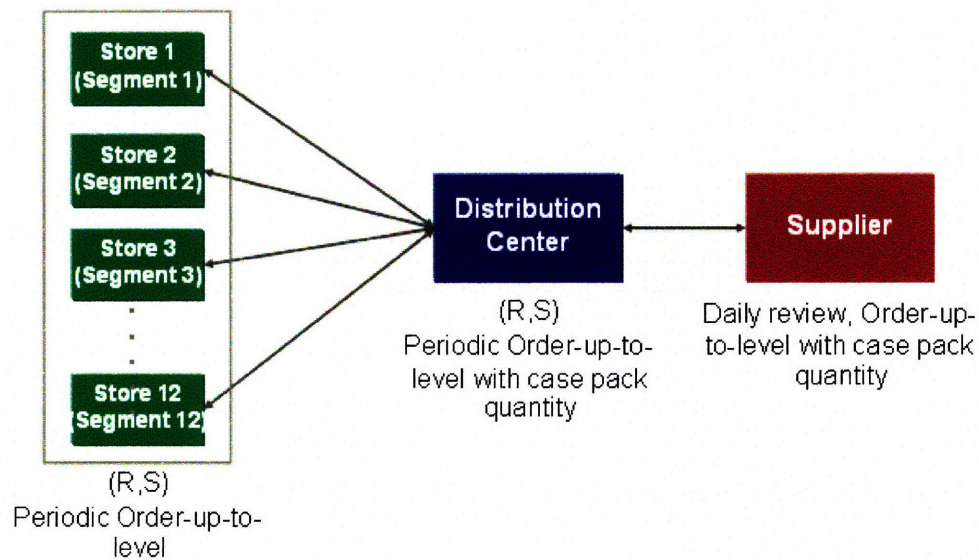 Store 1
(Segment 1)
Store 2
(Segment 2)
Store 3
(Segment 3)
Store 12
(Segment 12)
(R,S)
Periodic Order-up-to-
level
Distribution
Center
(R,S)
Periodic Order-up-to-
level with case pack
quantity
Supplier
Daily review, Order-up-
to-level with case pack
quantity